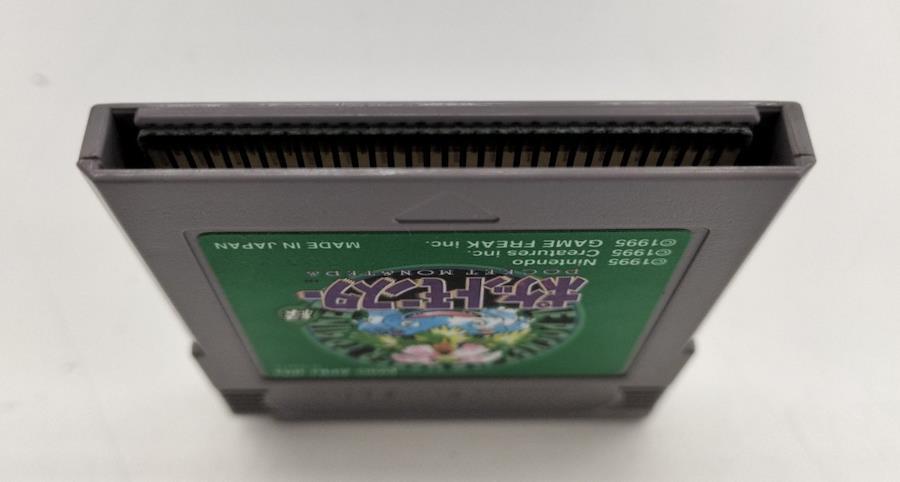 ©1995 Nintendo
©1995 Creatures inc.
©1995 GAME FREAK inc.
MADE IN JAPAN
POCKET MONSTERS
ポケットモンスター
緑